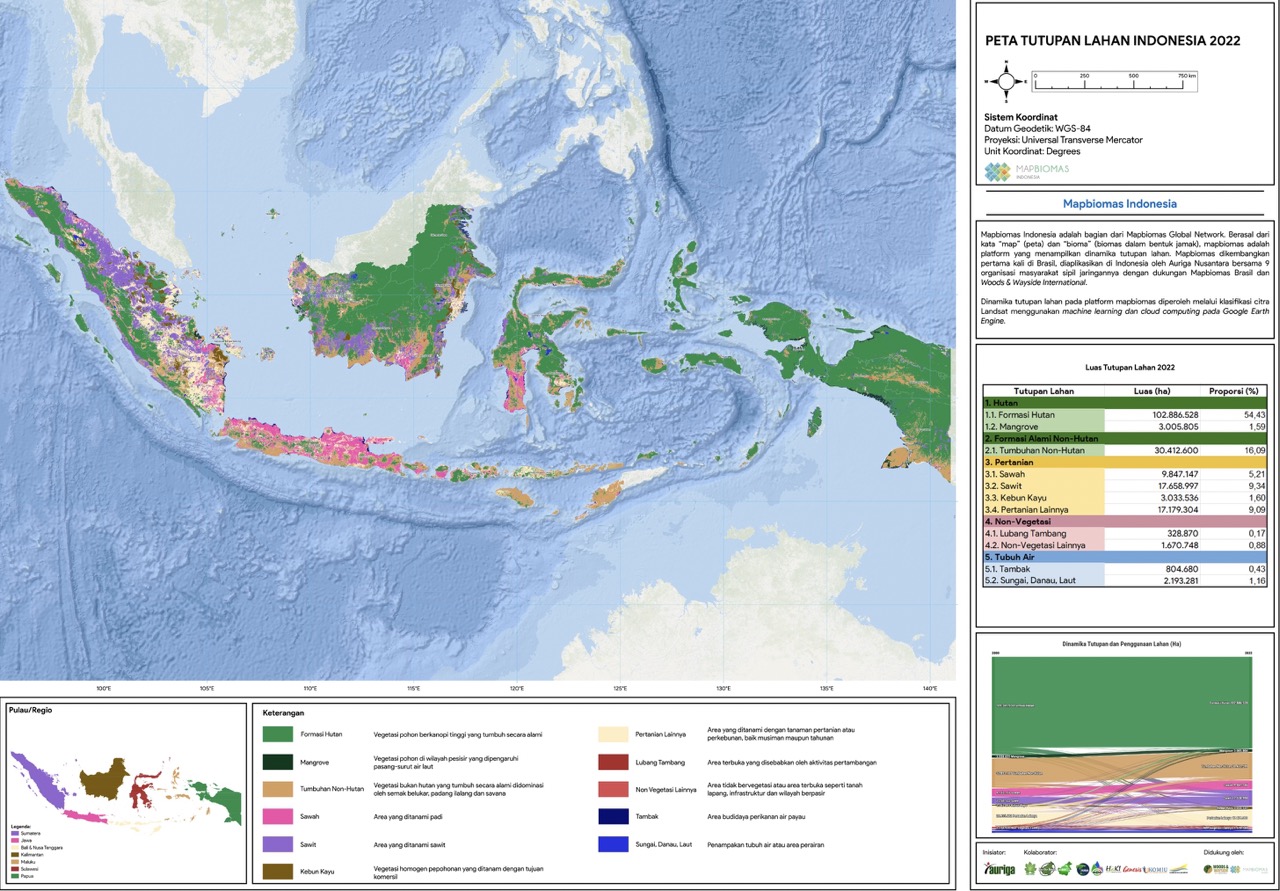 PETA TUTUPAN LAHAN INDONESIA 2022
0 250 500 750 km
Sistem Koordinat
Datum Geodetik: WGS-84
Proyeksi: Universal Transverse Mercator
Unit Koordinat: Degrees
MAPBIOMAS
INDONESIA
Mapbiomas Indonesia
Mapbiomas Indonesia adalah bagian dari Mapbiomas Global Network. Berasal dari
kata "map" (peta) dan "bioma" (biomas dalam bentuk jamak), mapbiomas adalah
platform yang menampilkan dinamika tutupan lahan. Mapbiomas dikembangkan
pertama kali di Brasil, diaplikasikan di Indonesia oleh Auriga Nusantara bersama 9
organisasi masyarakat sipil jaringannya dengan dukungan Mapbiomas Brasil dan
Woods & Wayside International.
Dinamika tutupan lahan pada platform mapbiomas diperoleh melalui klasifikasi citra
Landsat menggunakan machine learning dan cloud computing pada Google Earth
Engine.
Luas Tutupan Lahan 2022
Tutupan Lahan Luas (ha) Proporsi (%)
1. Hutan
1.1. Formasi Hutan 102.886.528 54,43
1.2. Mangrove 3.005.805 1,59
2. Formasi Alami Non-Hutan
2.1. Tumbuhan Non-Hutan 30.412.600 16,09
3. Pertanian
3.1. Sawah 9.847.147 5,21
3.2. Sawit 17.658.997 9,34
3.3. Kebun Kayu 3.033.536 1,60
3.4. Pertanian Lainnya 17.179.304 9,09
4. Non-Vegetasi
4.1. Lubang Tambang 328.870 0,17
4.2. Non-Vegetasi Lainnya 1.670.748 0,88
5. Tubuh Air
5.1. Tambak 804.680 0,43
5.2. Sungai, Danau, Laut 2.193.281 1,16
Dinamika Tutupan dan Penggunaan Lahan (Ha)
Inisiator: Kolaborator: Didukung oleh:
auriga
100°E 105°E 110°E 115°E 120°E 125°E 130°E 135°E 140°E
Pulau/Regio
Legenda:
Sumatera
Jawa
Bali & Nusa Tenggara
Kalimantan
Maluku
Sulawesi
Papua
Keterangan
Formasi Hutan Vegetasi pohon berkanopi tinggi yang tumbuh secara alami
Mangrove Vegetasi pohon di wilayah pesisir yang dipengaruhi
pasang-surut air laut
Tumbuhan Non-Hutan Vegetasi bukan hutan yang tumbuh secara alami didominasi
oleh semak belukar, padang ilalang dan savana
Sawah Area yang ditanami padi
Sawit Area yang ditanami sawit
Kebun Kayu Vegetasi homogen pepohonan yang ditanam dengan tujuan
komersil
Pertanian Lainnya Area yang ditanami dengan tanaman pertanian atau
perkebunan, baik musiman maupun tahunan
Lubang Tambang Area terbuka yang disebabkan oleh aktivitas pertambangan
Non Vegetasi Lainnya Area tidak bervegetasi atau area terbuka seperti tanah
lapang, infrastruktur dan wilayah berpasir
Tambak Area budidaya perikanan air payau
Sungai, Danau, Laut Penampakan tubuh air atau area perairan